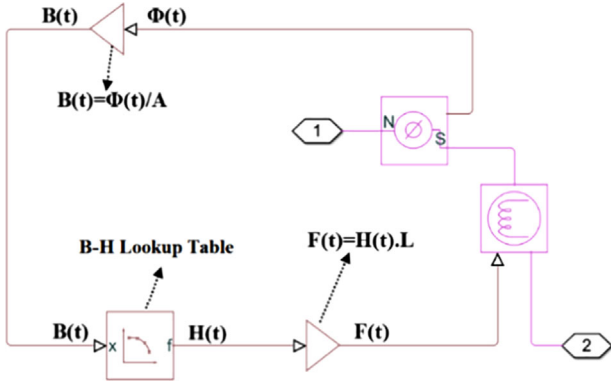 B(t)
Φ(t)
B(t)=Φ(t)/A
1
N
S
B-H Lookup Table
F(t)=H(t).L
B(t)
x
f
H(t)
F(t)
2